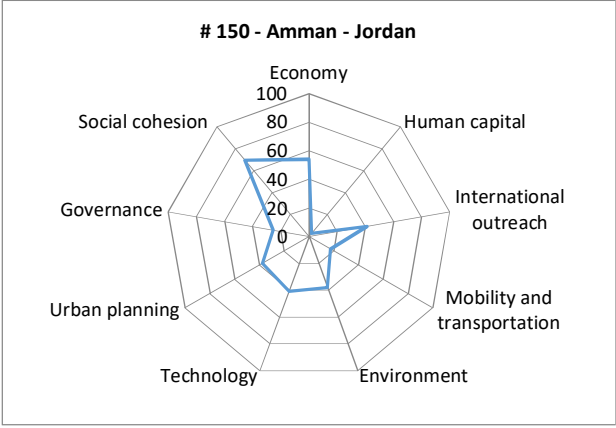 # 150 - Amman - Jordan
Economy
100
80
60
40
20
0
Human capital
International
outreach
Mobility and
transportation
Environment
Technology
Urban planning
Governance
Social cohesion